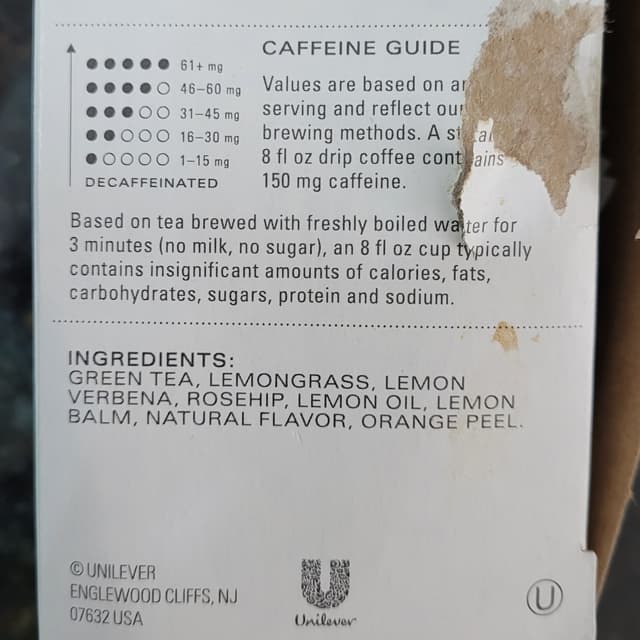 CAFFEINE GUIDE
61+ mg
46–60 mg
31–45 mg
16–30 mg
1–15 mg
DECAFFEINATED
Values are based on
serving and reflect
brewing methods. A
8 fl oz drip coffee contains
150 mg caffeine.
Based on tea brewed with freshly boiled water for
3 minutes (no milk, no sugar), an 8 fl oz cup typically
contains insignificant amounts of calories, fats,
carbohydrates, sugars, protein and sodium.
INGREDIENTS:
GREEN TEA, LEMONGRASS, LEMON
VERBENA, ROSEHIP, LEMON OIL, LEMON
BALM, NATURAL FLAVOR, ORANGE PEEL.
© UNILEVER
ENGLEWOOD CLIFFS, NJ
07632 USA
Unilever
U